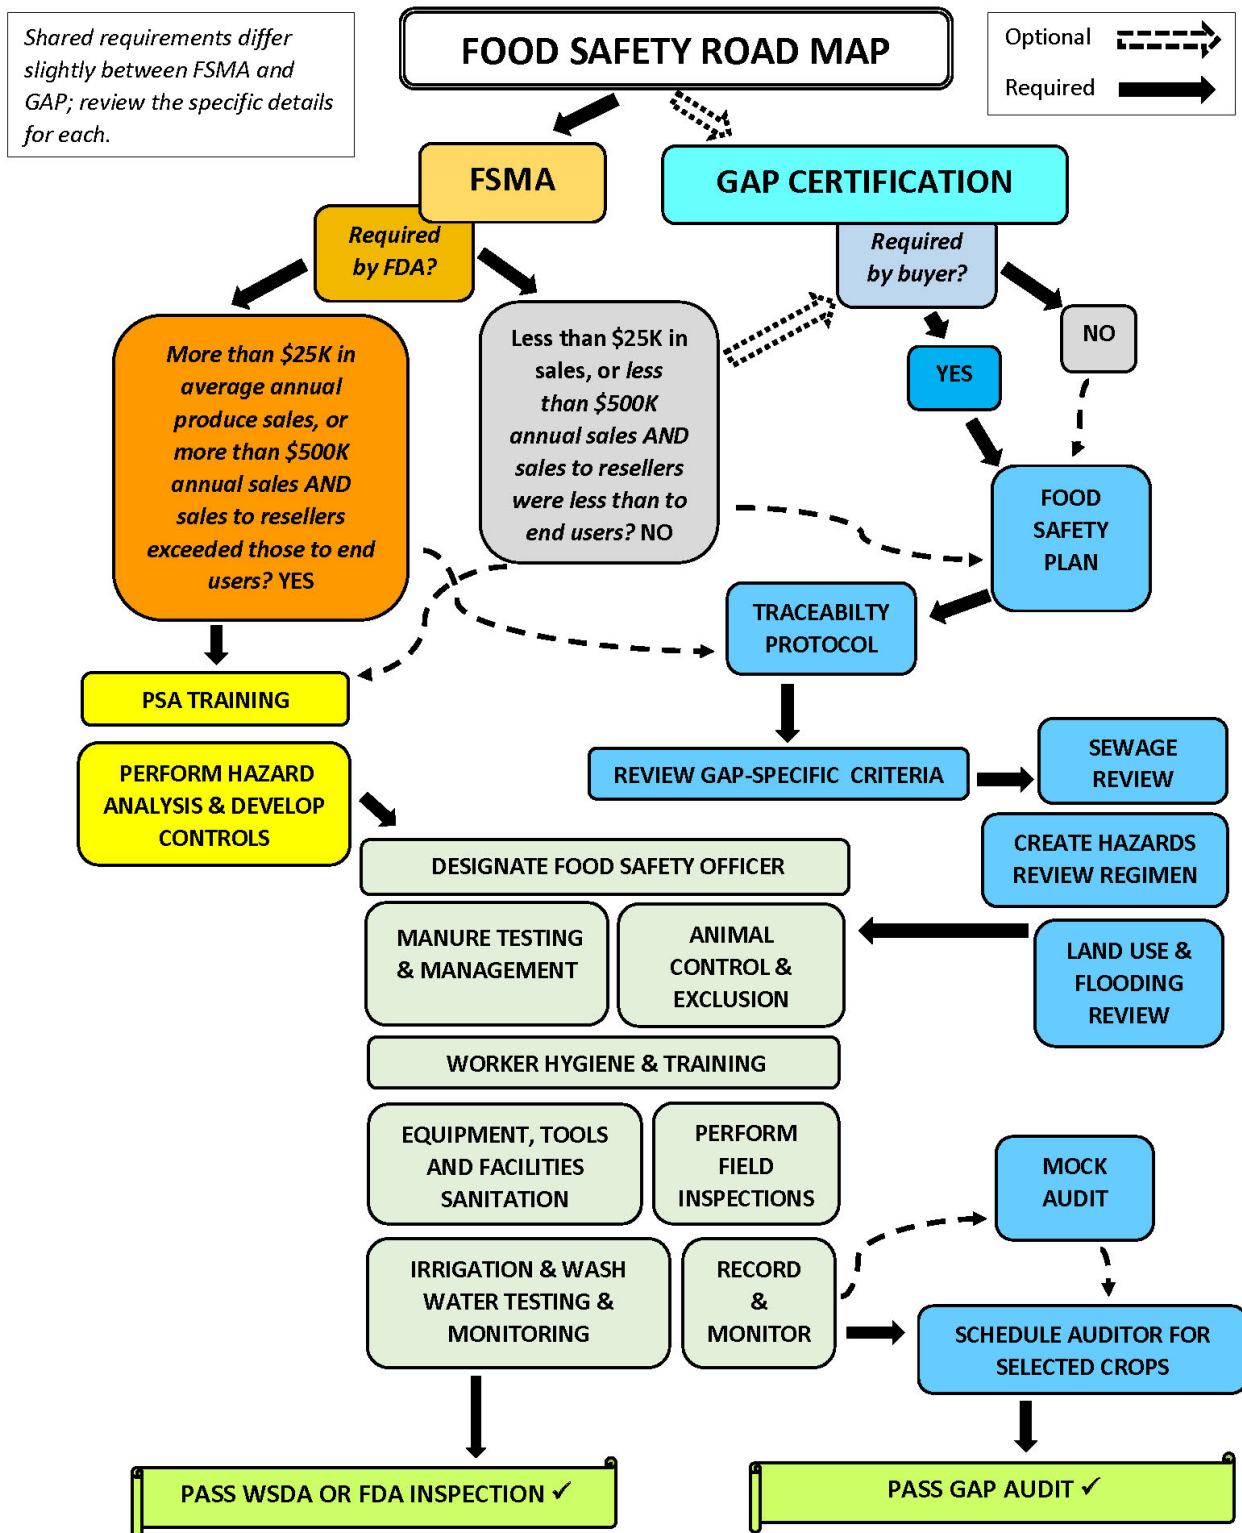 Shared requirements differ
slightly between FSMA and
GAP; review the specific details
for each.
FOOD SAFETY ROAD MAP
Optional
Required
FSMA
GAP CERTIFICATION
Required
by FDA?
Required
by buyer?
More than $25K in
average annual
produce sales, or
more than $500K
annual sales AND
sales to resellers
exceeded those to end
users? YES
Less than $25K in
sales, or less
than $500K
annual sales AND
sales to resellers
were less than to
end users? NO
YES
NO
FOOD
SAFETY
PLAN
TRACEABILTY
PROTOCOL
PSA TRAINING
PERFORM HAZARD
ANALYSIS & DEVELOP
CONTROLS
REVIEW GAP-SPECIFIC CRITERIA
SEWAGE
REVIEW
CREATE HAZARDS
REVIEW REGIMEN
LAND USE &
FLOODING
REVIEW
DESIGNATE FOOD SAFETY OFFICER
MANURE TESTING
& MANAGEMENT
ANIMAL
CONTROL &
EXCLUSION
WORKER HYGIENE & TRAINING
EQUIPMENT, TOOLS
AND FACILITIES
SANITATION
PERFORM
FIELD
INSPECTIONS
IRRIGATION & WASH
WATER TESTING &
MONITORING
RECORD
&
MONITOR
MOCK
AUDIT
SCHEDULE AUDITOR FOR
SELECTED CROPS
PASS WSDA OR FDA INSPECTION ✓
PASS GAP AUDIT ✓